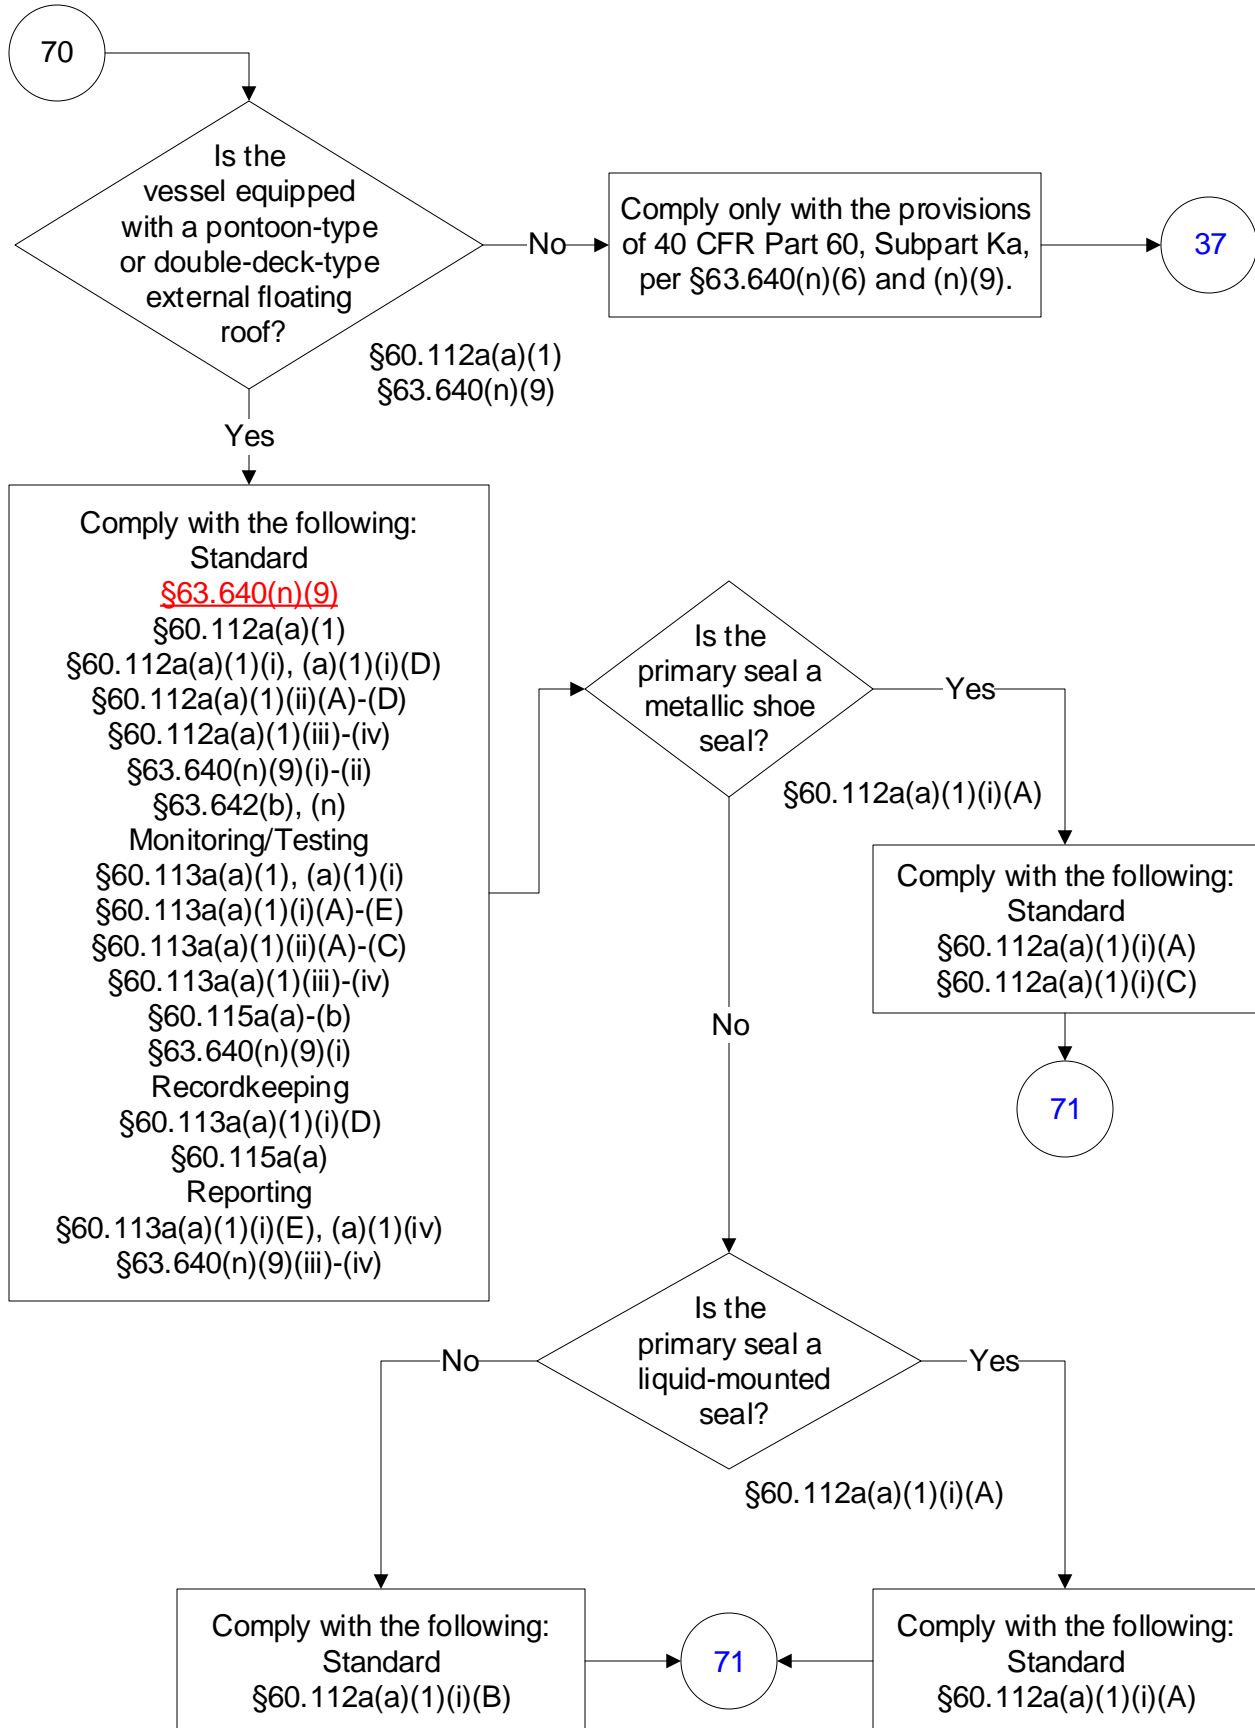 70
Is the
vessel equipped
with a pontoon-type
or double-deck-type
external floating
roof?
No
Comply only with the provisions
of 40 CFR Part 60, Subpart Ka,
per §63.640(n)(6) and (n)(9).
37
§60.112a(a)(1)
§63.640(n)(9)
Yes
Comply with the following:
Standard
§63.640(n)(9)
§60.112a(a)(1)
§60.112a(a)(1)(i), (a)(1)(i)(D)
§60.112a(a)(1)(ii)(A)-(D)
§60.112a(a)(1)(iii)-(iv)
§63.640(n)(9)(i)-(ii)
§63.642(b), (n)
Monitoring/Testing
§60.113a(a)(1), (a)(1)(i)
§60.113a(a)(1)(i)(A)-(E)
§60.113a(a)(1)(ii)(A)-(C)
§60.113a(a)(1)(iii)-(iv)
§60.115a(a)-(b)
§63.640(n)(9)(i)
Recordkeeping
§60.113a(a)(1)(i)(D)
§60.115a(a)
Reporting
§60.113a(a)(1)(i)(E), (a)(1)(iv)
§63.640(n)(9)(iii)-(iv)
Is the
primary seal a
metallic shoe
seal?
Yes
§60.112a(a)(1)(i)(A)
Comply with the following:
Standard
§60.112a(a)(1)(i)(A)
§60.112a(a)(1)(i)(C)
71
No
Is the
primary seal a
liquid-mounted
seal?
No
Yes
§60.112a(a)(1)(i)(A)
Comply with the following:
Standard
§60.112a(a)(1)(i)(B)
71
Comply with the following:
Standard
§60.112a(a)(1)(i)(A)